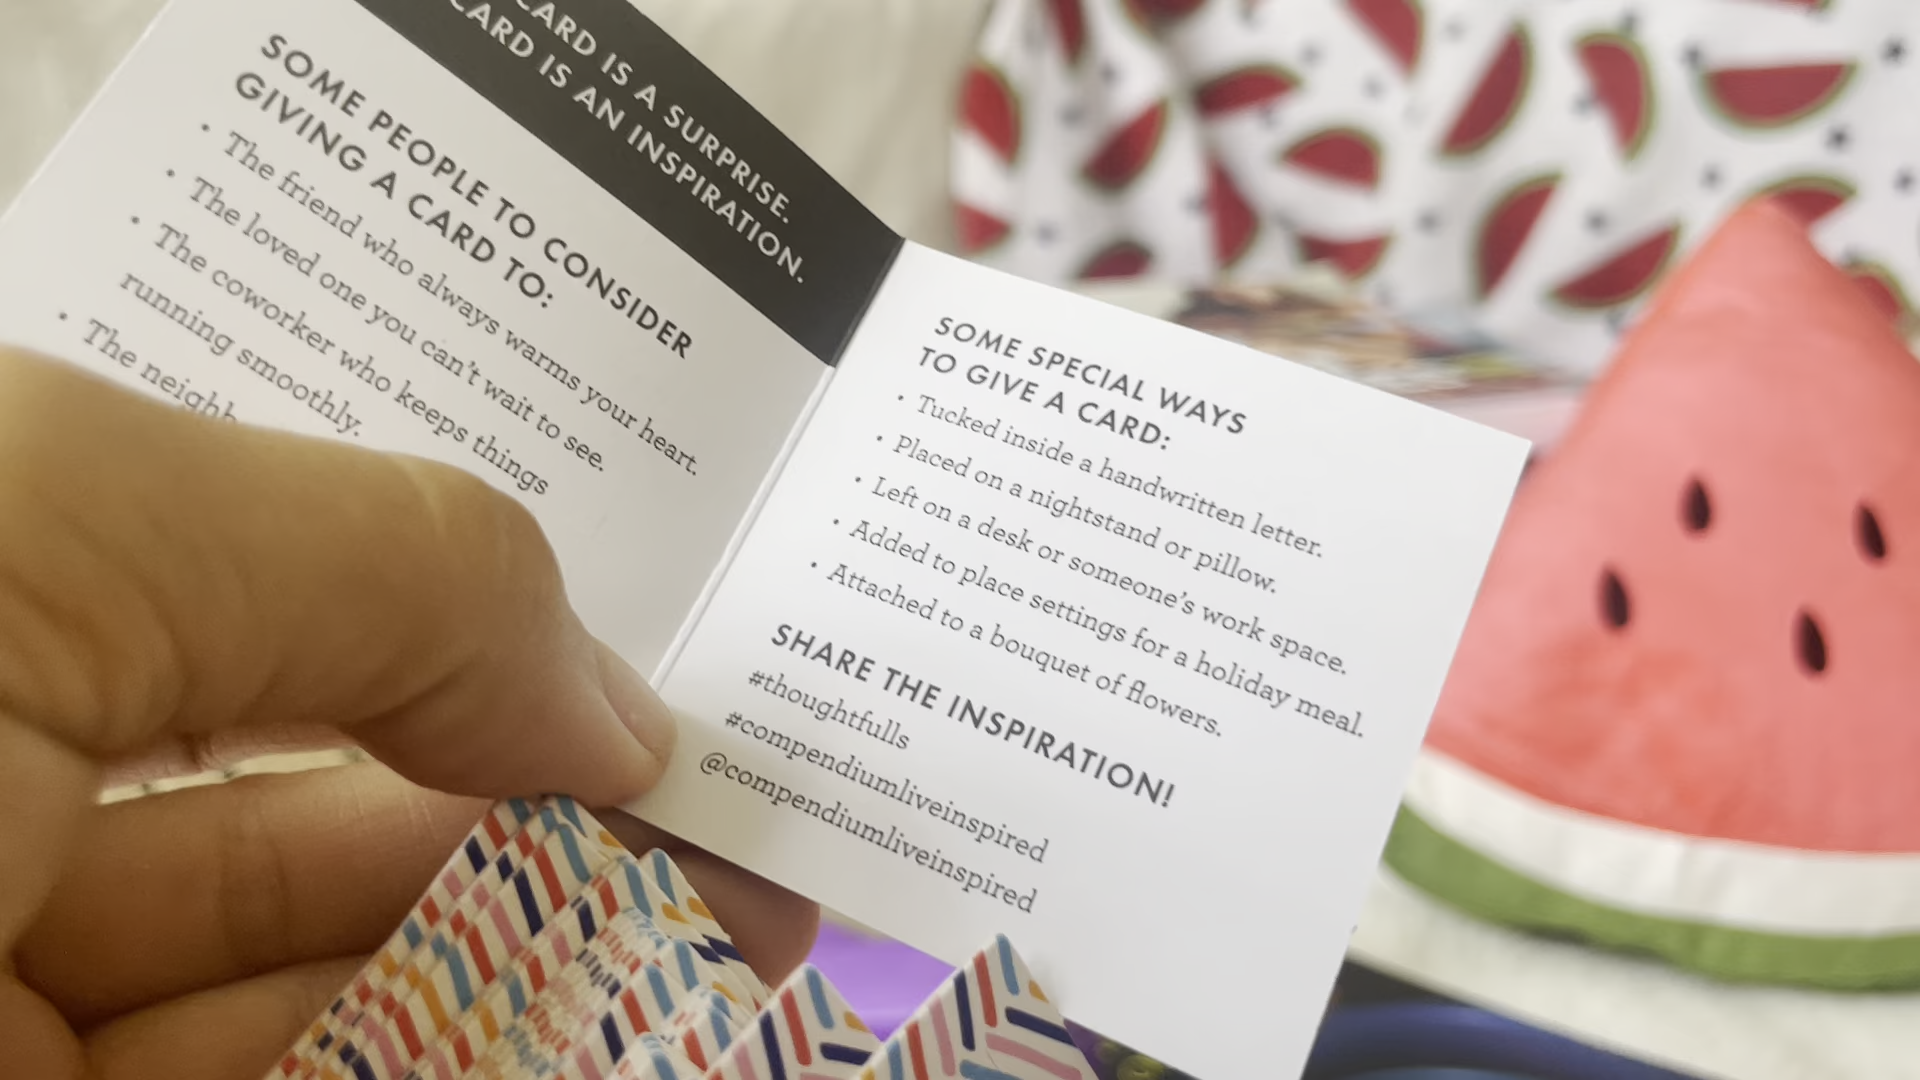 CARD IS A SURPRISE.
CARD IS AN INSPIRATION.
SOME PEOPLE TO CONSIDER
GIVING A CARD TO:
• The friend who always warms your heart.
• The loved one you can't wait to see.
• The coworker who keeps things
running smoothly.
• The
SOME SPECIAL WAYS
TO GIVE A CARD:
• Tucked inside a handwritten letter.
• Placed on a nightstand or pillow.
• Left on a desk or someone's work space.
• Added to place settings for a holiday meal.
• Attached to a bouquet of flowers.
SHARE THE INSPIRATION!
#thoughtfulls
#compendiumliveinspired
@compendiumliveinspired